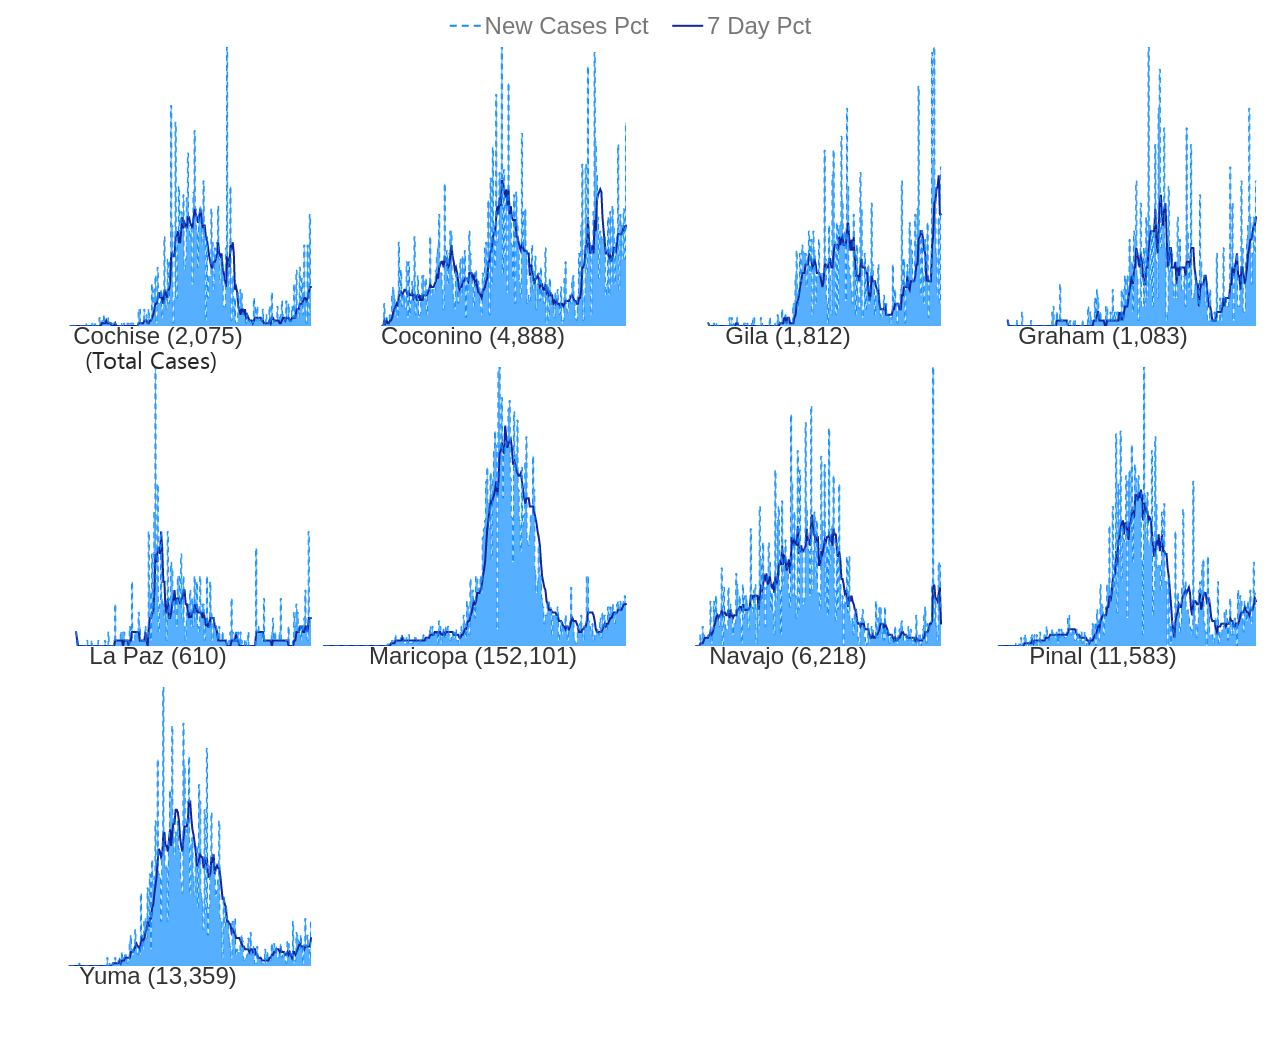 New Cases Pct 7 Day Pct
Cochise (2,075) Coconino (4,888) Gila (1,812) Graham (1,083)
(Total Cases)
La Paz (610) Maricopa (152,101) Navajo (6,218) Pinal (11,583)
Yuma (13,359)